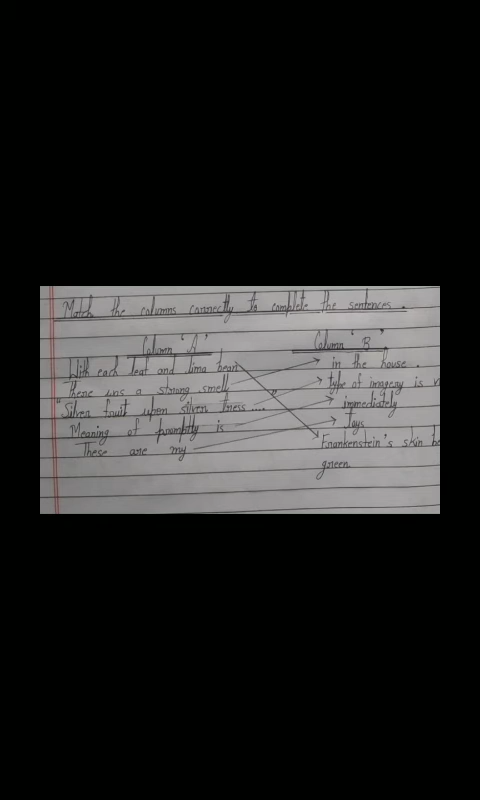 Match the columns correctly to complete the sentences.
Column 'A' Column 'B'
With each leaf and lima bean in the house.
There was a strong smell type of imagery is
"Silver fruit upon silver tress ...." immediately
Meaning of promptly is Toys
These are my Frankenstein's skin
green.